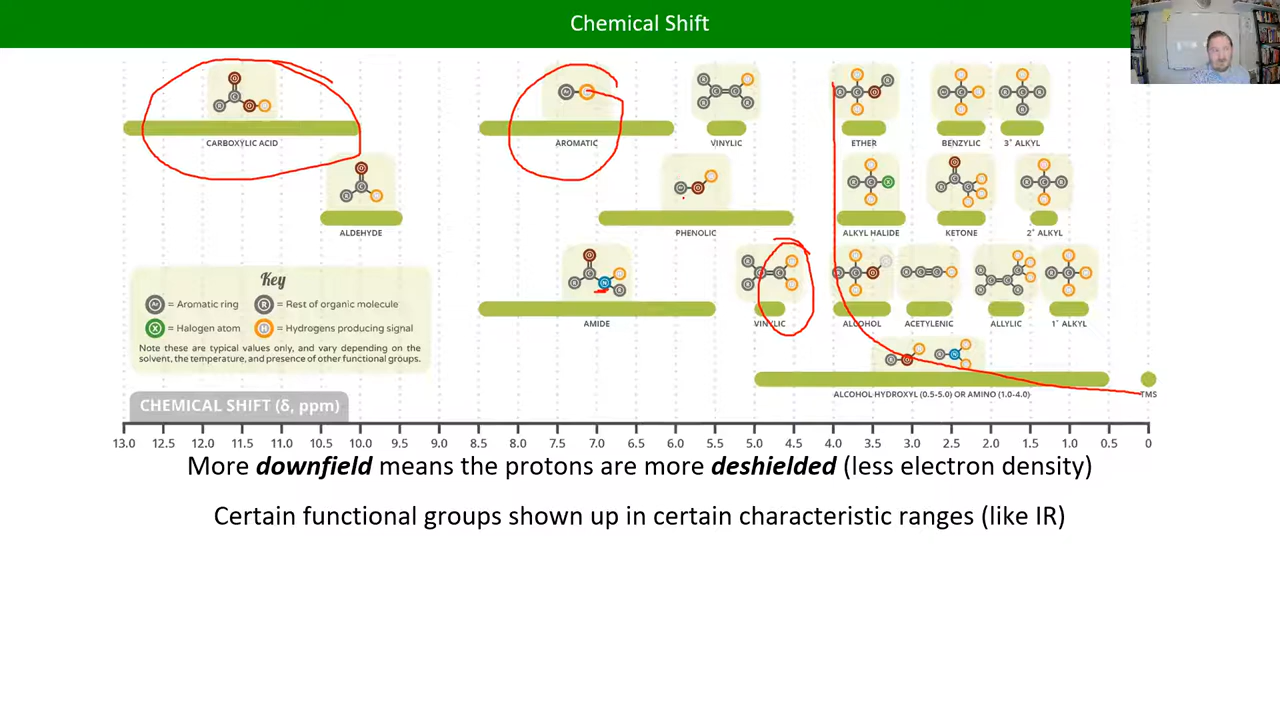 Chemical Shift
CARBOXYLIC ACID
AROMATIC
VINYLIC
ETHER
BENZYLIC
3° ALKYL
ALDEHYDE
PHENOLIC
ALKYL HALIDE
KETONE
2° ALKYL
Key
Ar = Aromatic ring
R = Rest of organic molecule
X = Halogen atom
H = Hydrogens producing signal
Note these are typical values only, and vary depending on the
solvent, the temperature, and presence of other functional groups.
AMIDE
VINYLIC
ALCOHOL
ACETYLENIC
ALLYLIC
1° ALKYL
ALCOHOL HYDROXYL (0.5-5.0) OR AMINO (1.0-4.0)
TMS
CHEMICAL SHIFT (δ, ppm)
13.0 12.5 12.0 11.5 11.0 10.5 10.0 9.5 9.0 8.5 8.0 7.5 7.0 6.5 6.0 5.5 5.0 4.5 4.0 3.5 3.0 2.5 2.0 1.5 1.0 0.5 0
More downfield means the protons are more deshielded (less electron density)
Certain functional groups shown up in certain characteristic ranges (like IR)